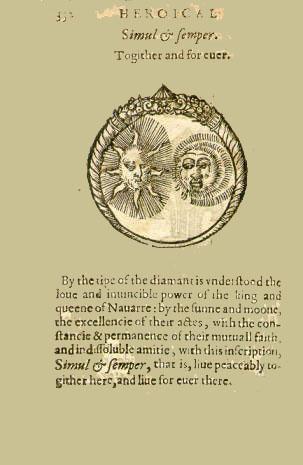 HEROICAL
Simul & semper.
Togither and for euer.
By the tipe of the diamant is vnderstood the
loue and inuincible power of the king and
queene of Nauarre: by the sunne and moone,
the excellencie of their actes, with the con-
stancie & permanence of their mutuall faith,
and indissoluble amitie, with this inscription,
Simul & semper, that is, liue peaceably to-
gither here, and liue for euer there.